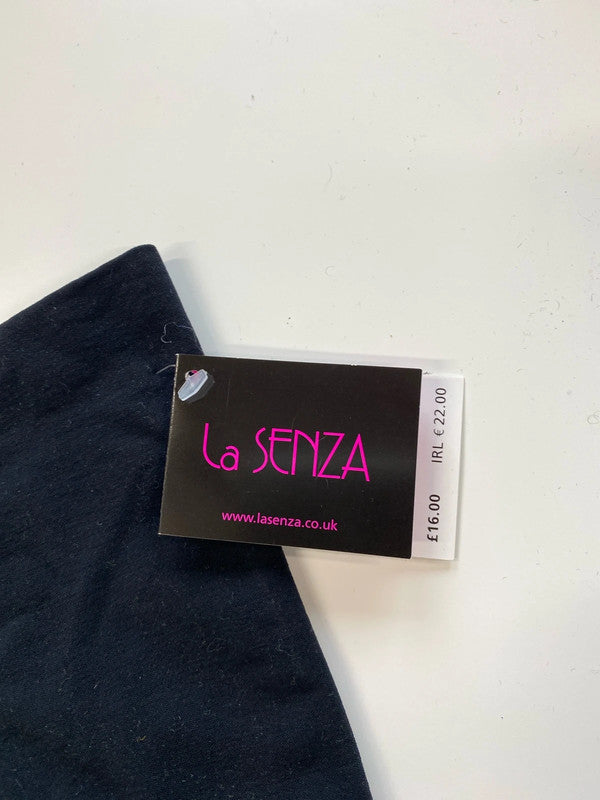 La SENZA
www.lasenza.co.uk
£16.00 IRL € 22.00